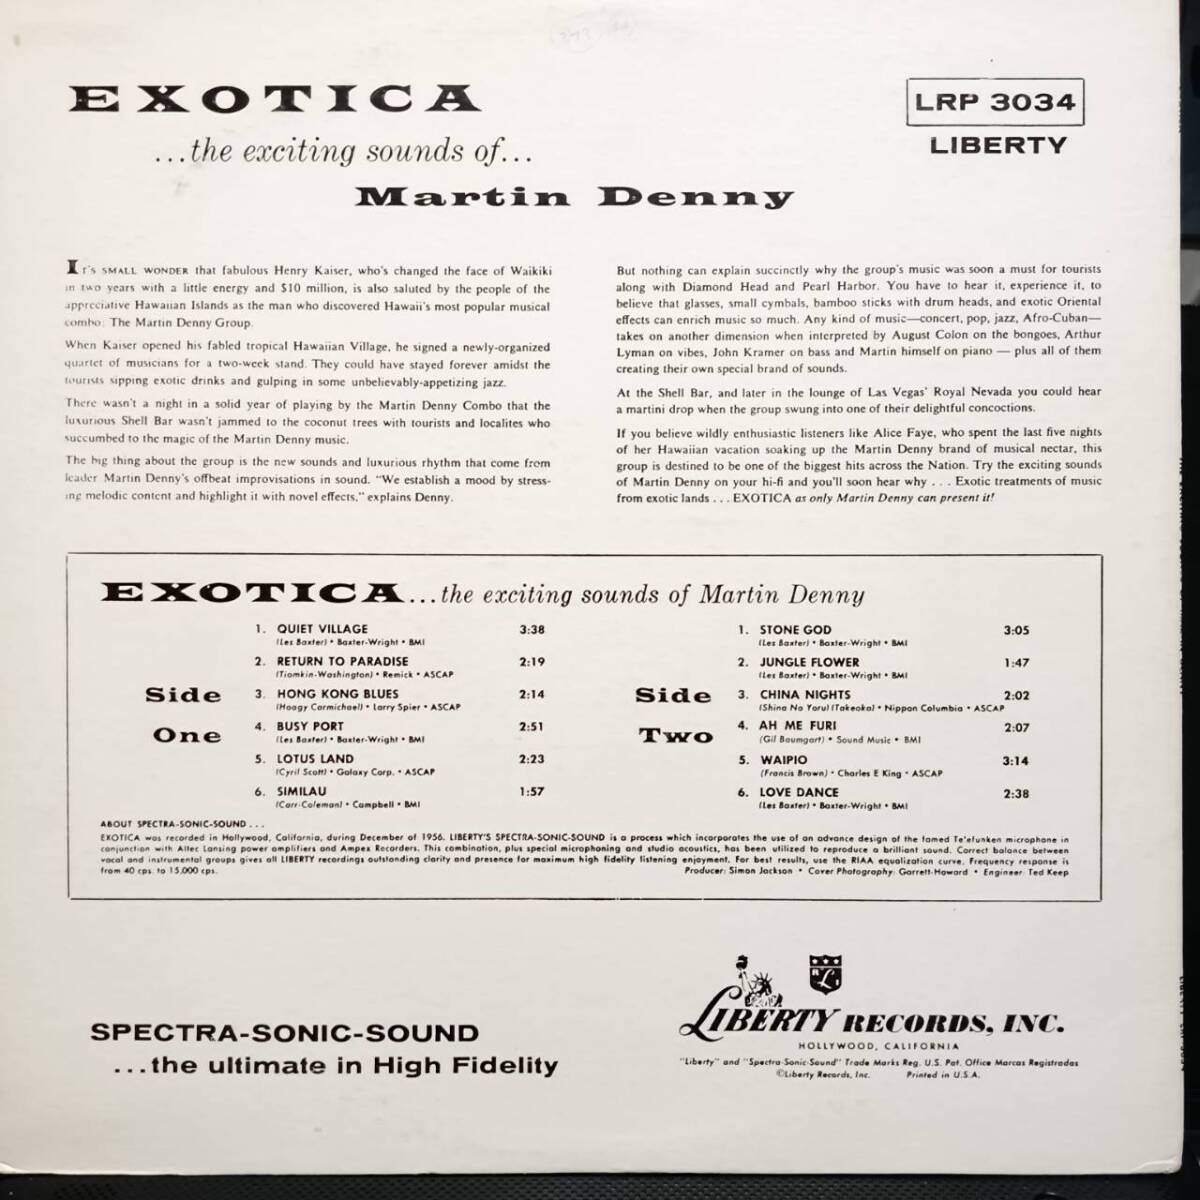 EXOTICA
...the exciting sounds of...
Martin Denny
LRP 3034
LIBERTY
IT'S SMALL WONDER that fabulous Henry Kaiser, who's changed the face of Waikiki
in two years with a little energy and $10 million, is also saluted by the people of the
appreciative Hawaiian Islands as the man who discovered Hawaii's most popular musical
combo: The Martin Denny Group.
When Kaiser opened his fabled tropical Hawaiian Village, he signed a newly-organized
quartet of musicians for a two-week stand. They could have stayed forever amidst the
tourists sipping exotic drinks and gulping in some unbelievably-appetizing jazz.
There wasn't a night in a solid year of playing by the Martin Denny Combo that the
luxurious Shell Bar wasn't jammed to the coconut trees with tourists and localites who
succumbed to the magic of the Martin Denny music.
The big thing about the group is the new sounds and luxurious rhythm that come from
leader Martin Denny's offbeat improvisations in sound. "We establish a mood by stress-
ing melodic content and highlight it with novel effects," explains Denny.
But nothing can explain succinctly why the group's music was soon a must for tourists
along with Diamond Head and Pearl Harbor. You have to hear it, experience it, to
believe that glasses, small cymbals, bamboo sticks with drum heads, and exotic Oriental
effects can enrich music so much. Any kind of music—concert, pop, jazz, Afro-Cuban—
takes on another dimension when interpreted by August Colon on the bongoes, Arthur
Lyman on vibes, John Kramer on bass and Martin himself on piano — plus all of them
creating their own special brand of sounds.
At the Shell Bar, and later in the lounge of Las Vegas' Royal Nevada you could hear
a martini drop when the group swung into one of their delightful concoctions.
If you believe wildly enthusiastic listeners like Alice Faye, who spent the last five nights
of her Hawaiian vacation soaking up the Martin Denny brand of musical nectar, this
group is destined to be one of the biggest hits across the Nation. Try the exciting sounds
of Martin Denny on your hi-fi and you'll soon hear why . . . Exotic treatments of music
from exotic lands . . . EXOTICA as only Martin Denny can present it!
EXOTICA...the exciting sounds of Martin Denny
Side One
1. QUIET VILLAGE 3:38
(Les Baxter) • Baxter-Wright • BMI
2. RETURN TO PARADISE 2:19
(Tiomkin-Washington) • Remick • ASCAP
3. HONG KONG BLUES 2:14
(Hoagy Carmichael) • Larry Spier • ASCAP
4. BUSY PORT 2:51
(Les Baxter) • Baxter-Wright • BMI
5. LOTUS LAND 2:23
(Cyril Scott) • Galaxy Corp. • ASCAP
6. SIMILAU 1:57
(Carr-Coleman) • Campbell • BMI
Side Two
1. STONE GOD 3:05
(Les Baxter) • Baxter-Wright • BMI
2. JUNGLE FLOWER 1:47
(Les Baxter) • Baxter-Wright • BMI
3. CHINA NIGHTS 2:02
(Shina No Yoru) (Takeoka) • Nippon Columbia • ASCAP
4. AH ME FURI 2:07
(Gil Baumgart) • Sound Music • BMI
5. WAIPIO 3:14
(Francis Brown) • Charles E King • ASCAP
6. LOVE DANCE 2:38
(Les Baxter) • Baxter-Wright • BMI
ABOUT SPECTRA-SONIC-SOUND . . .
EXOTICA was recorded in Hollywood, California, during December of 1956. LIBERTY'S SPECTRA-SONIC-SOUND is a process which incorporates the use of an advance design of the famed Telefunken microphone in
conjunction with Altec Lansing power amplifiers and Ampex Recorders. This combination, plus special microphoning and studio acoustics, has been utilized to reproduce a brilliant sound. Correct balance between
vocal and instrumental groups gives all LIBERTY recordings outstanding clarity and presence for maximum high fidelity listening enjoyment. For best results, use the RIAA equalization curve. Frequency response is
from 40 cps. to 15,000 cps.
Producer: Simon Jackson • Cover Photography: Garrett-Howard • Engineer: Ted Keep
SPECTRA-SONIC-SOUND
...the ultimate in High Fidelity
LIBERTY RECORDS, INC.
HOLLYWOOD, CALIFORNIA
"Liberty" and "Spectra-Sonic-Sound" Trade Marks Reg. U.S. Pat. Office Marcas Registradas
©Liberty Records, Inc. Printed in U.S.A.